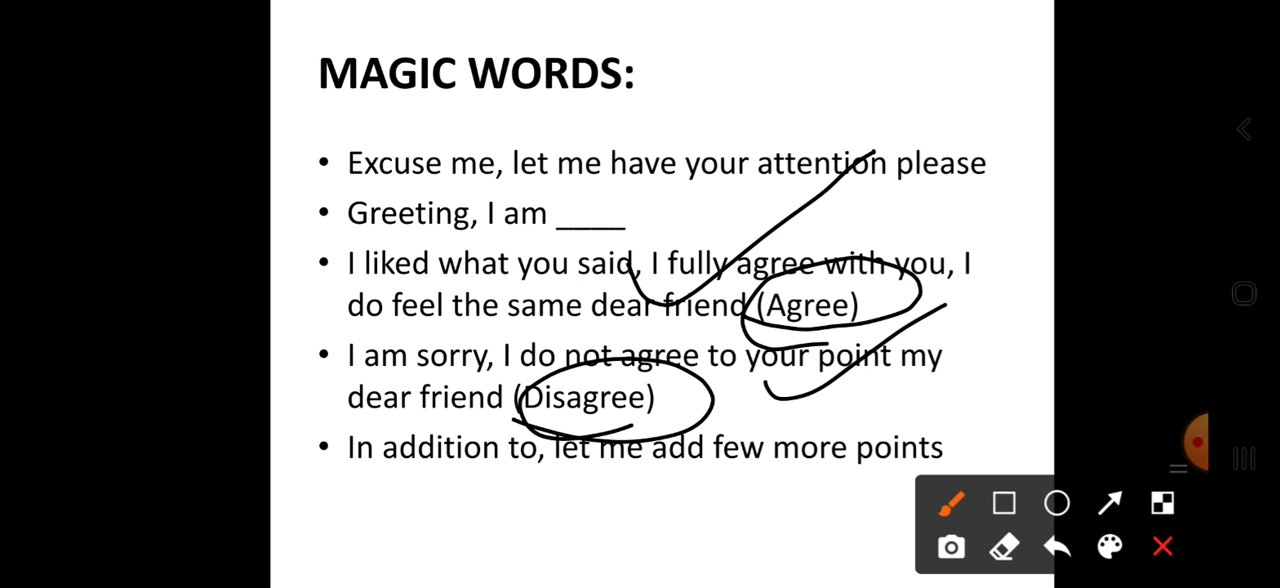 MAGIC WORDS:
• Excuse me, let me have your attention please
• Greeting, I am ____
• I liked what you said, I fully agree with you, I
do feel the same dear friend (Agree)
• I am sorry, I do not agree to your point my
dear friend (Disagree)
• In addition to, let me add few more points